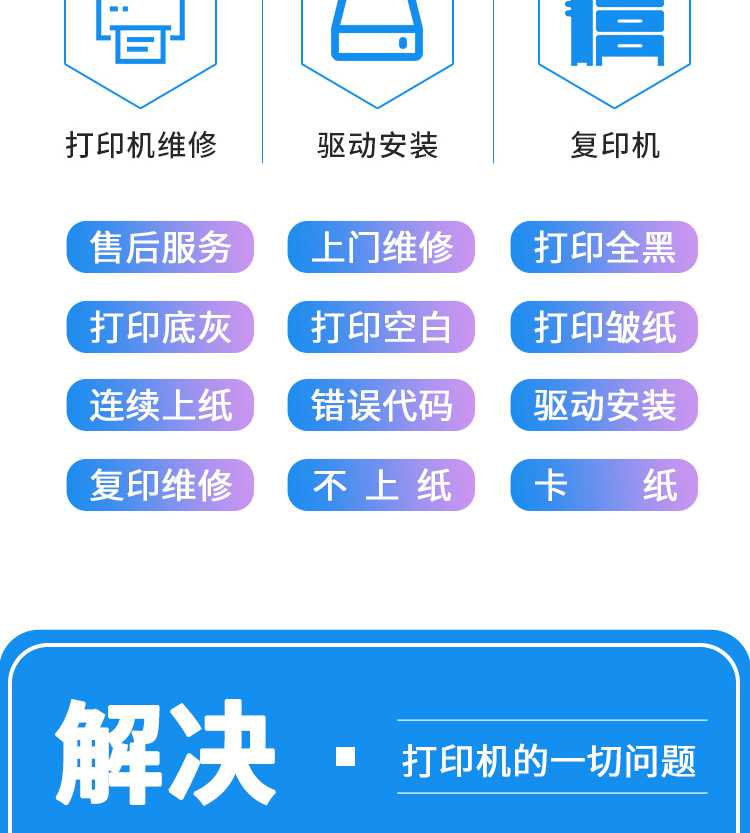 打印机维修 驱动安装 复印机
售后服务 上门维修 打印全黑
打印底灰 打印空白 打印皱纸
连续上纸 错误代码 驱动安装
复印维修 不上纸 卡纸
解决 · 打印机的一切问题